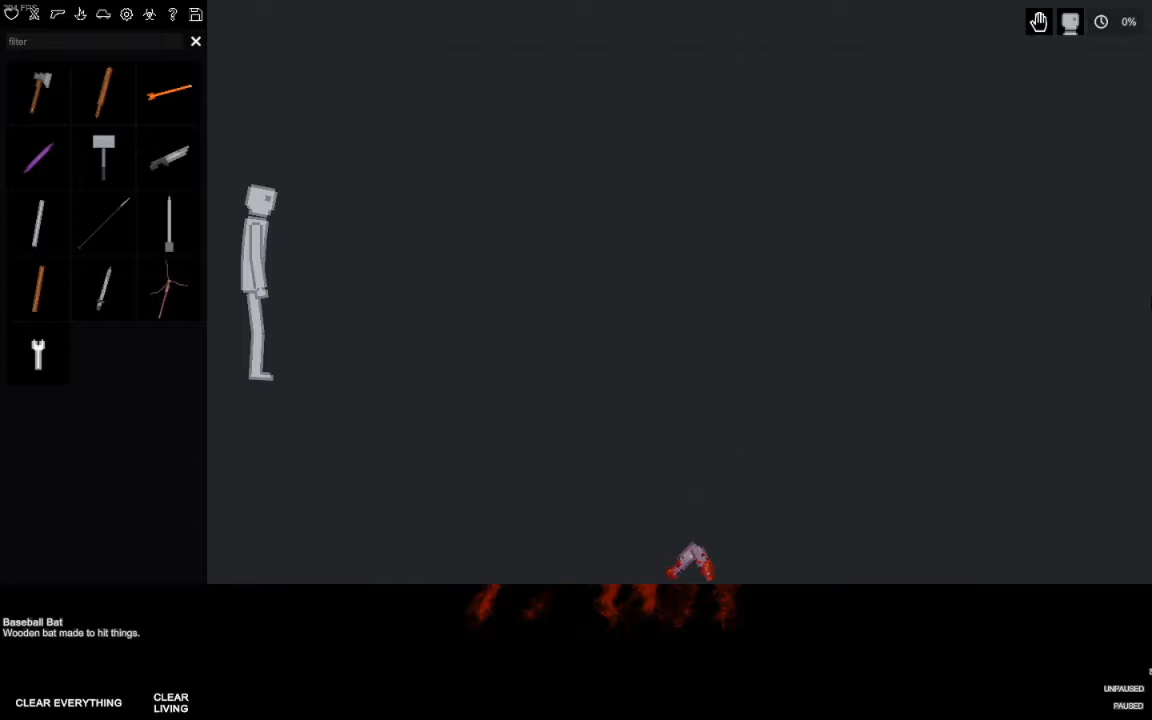 filter
0%
Baseball Bat
Wooden bat made to hit things.
CLEAR EVERYTHING
CLEAR
LIVING
UNPAUSED
PAUSED